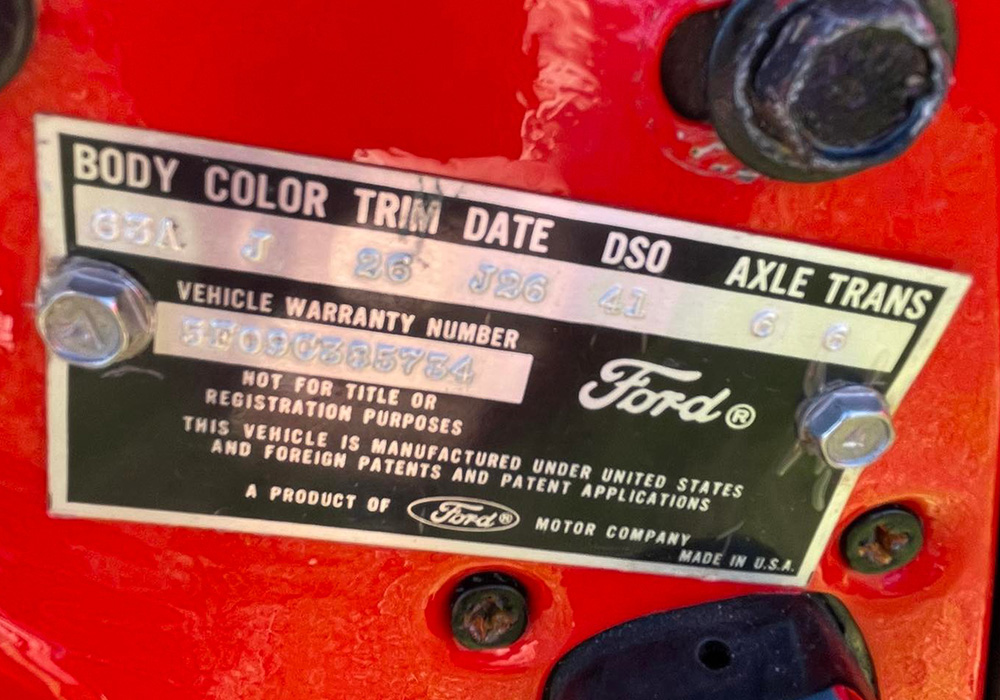 BODY COLOR TRIM DATE DSO AXLE TRANS
63A J 26 J26 41 6 6
VEHICLE WARRANTY NUMBER
5F09C385734
NOT FOR TITLE OR
REGISTRATION PURPOSES
Ford®
THIS VEHICLE IS MANUFACTURED UNDER UNITED STATES
AND FOREIGN PATENTS AND PATENT APPLICATIONS
A PRODUCT OF Ford® MOTOR COMPANY
MADE IN U.S.A.